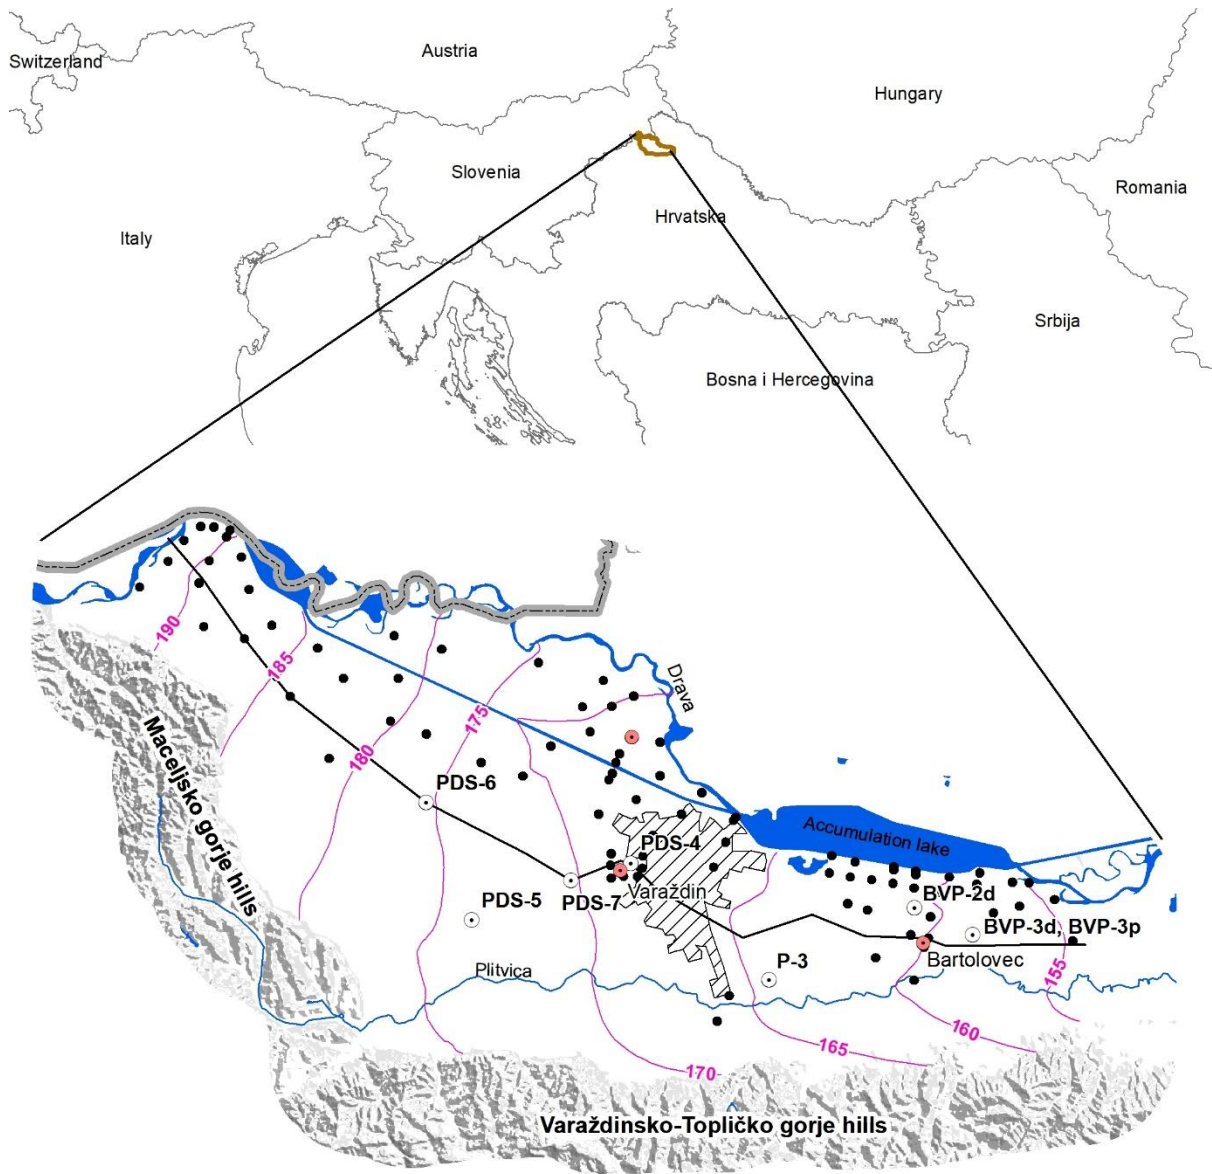 Austria
Switzerland
Hungary
Slovenia
Romania
Hrvatska
Italy
Srbija
Bosna i Hercegovina
190
185
Drava
175
180
Maceljsko gorje hills
PDS-6
Accumulation lake
PDS-4
Varaždin
BVP-2d
PDS-5
PDS-7
BVP-3d, BVP-3p
Bartolovec
P-3
Plitvica
155
160
165
170
Varaždinsko-Topličko gorje hills